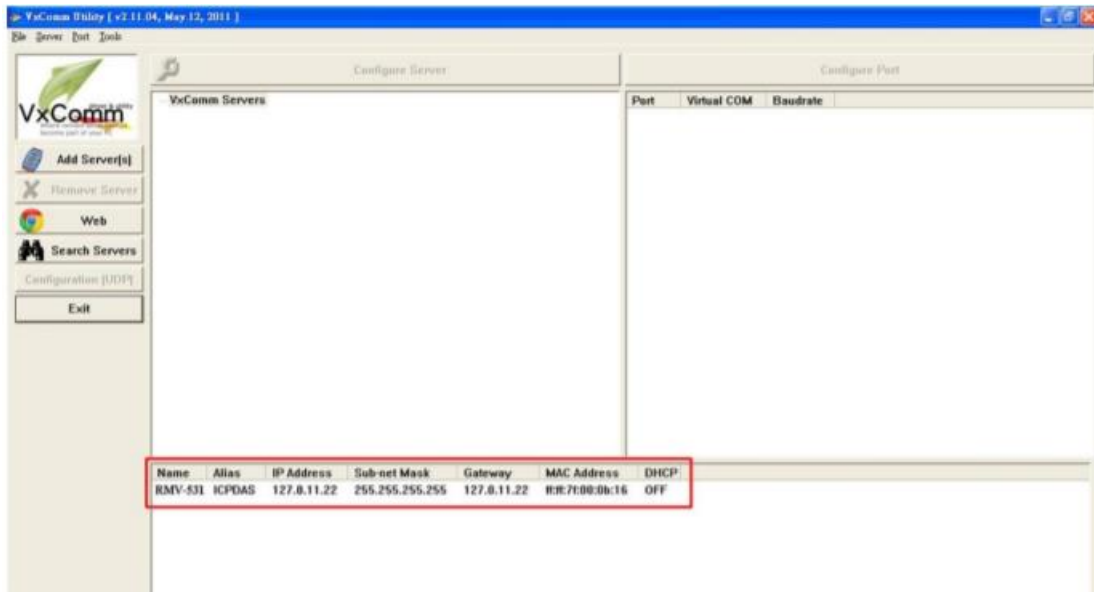 VxComm Utility [ v2.11.04, May 12, 2011 ]
File Server Port Tools
VxComm
Add Server(s)
Remove Server
Web
Search Servers
Configuration (UDP)
Exit
Configure Server
VxComm Servers
Configure Port
Port Virtual COM Baudrate
Name Alias IP Address Sub-net Mask Gateway MAC Address DHCP
RMV-531 ICPDAS 127.0.11.22 255.255.255.255 127.0.11.22 ff:ff:7f:00:0b:16 OFF